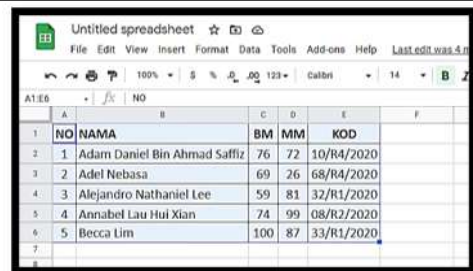 Untitled spreadsheet
File Edit View Insert Format Data Tools Add-ons Help Last edit was 4 m
100% $ % .0 .00 123 Calibri 14 B I
A1:E6 fx NO
A B C D E F
1 NO NAMA BM MM KOD
2 1 Adam Daniel Bin Ahmad Saffiz 76 72 10/R4/2020
3 2 Adel Nebasa 69 26 68/R4/2020
4 3 Alejandro Nathaniel Lee 59 81 32/R1/2020
5 4 Annabel Lau Hui Xian 74 99 08/R2/2020
6 5 Becca Lim 100 87 33/R1/2020
7
8